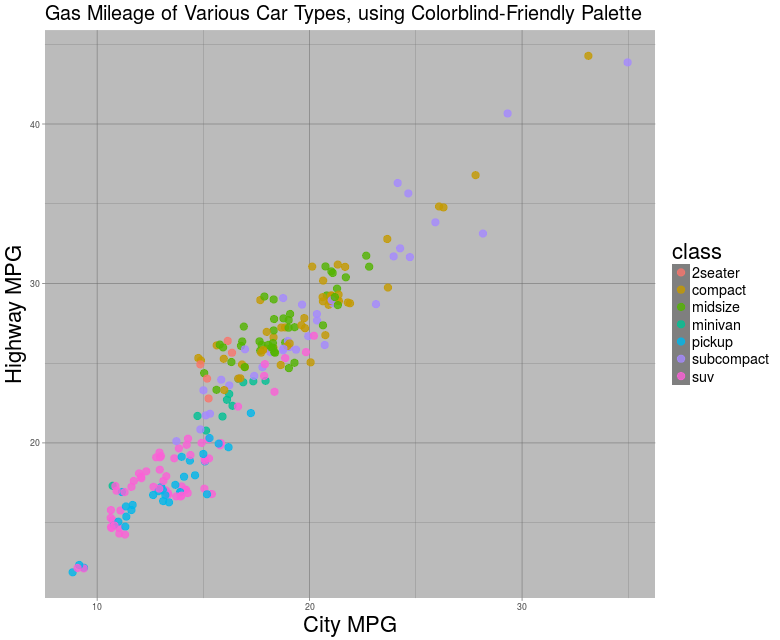 Gas Mileage of Various Car Types, using Colorblind-Friendly Palette
Highway MPG
40
30
20
10
20
30
City MPG
class
2seater
compact
midsize
minivan
pickup
subcompact
suv